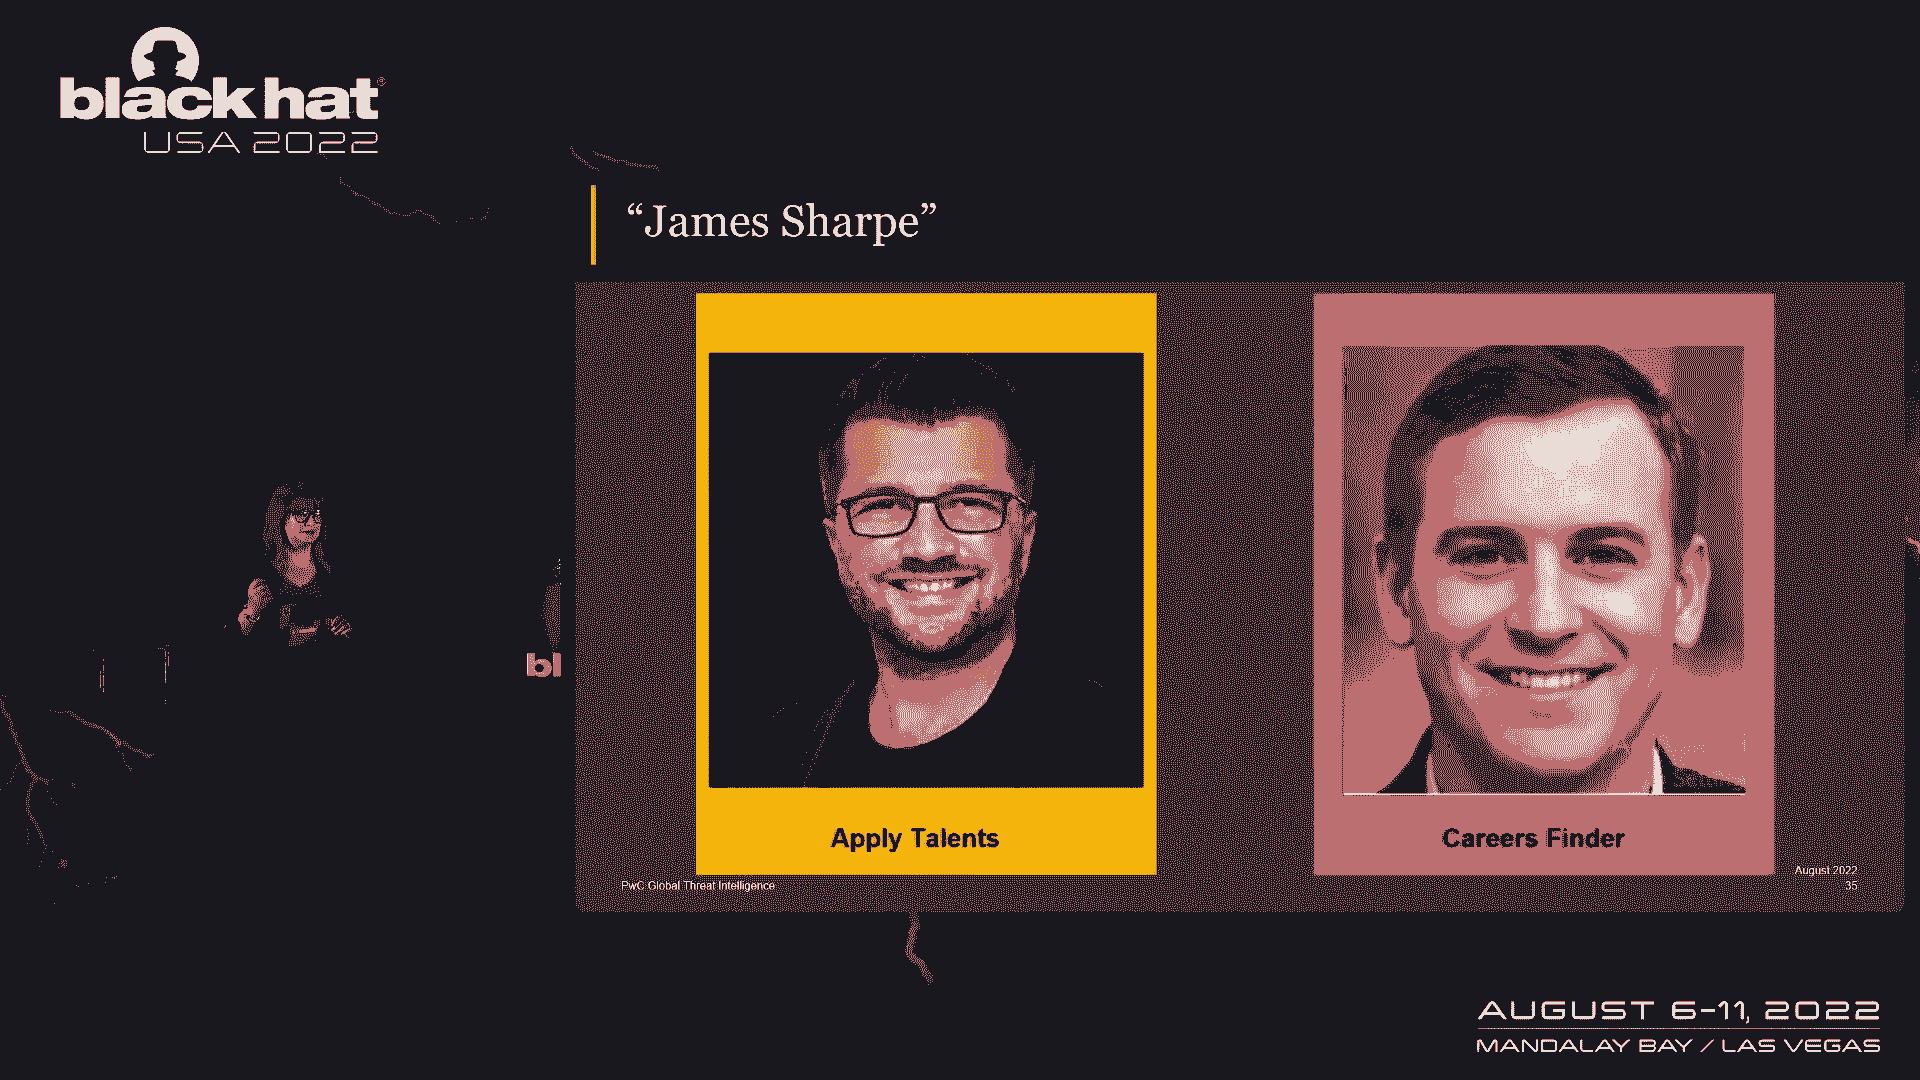 black hat®
USA 2022
“James Sharpe”
Apply Talents
Careers Finder
PwC Global Threat Intelligence
August 2022
35
bl
AUGUST 6-11, 2022
MANDALAY BAY / LAS VEGAS